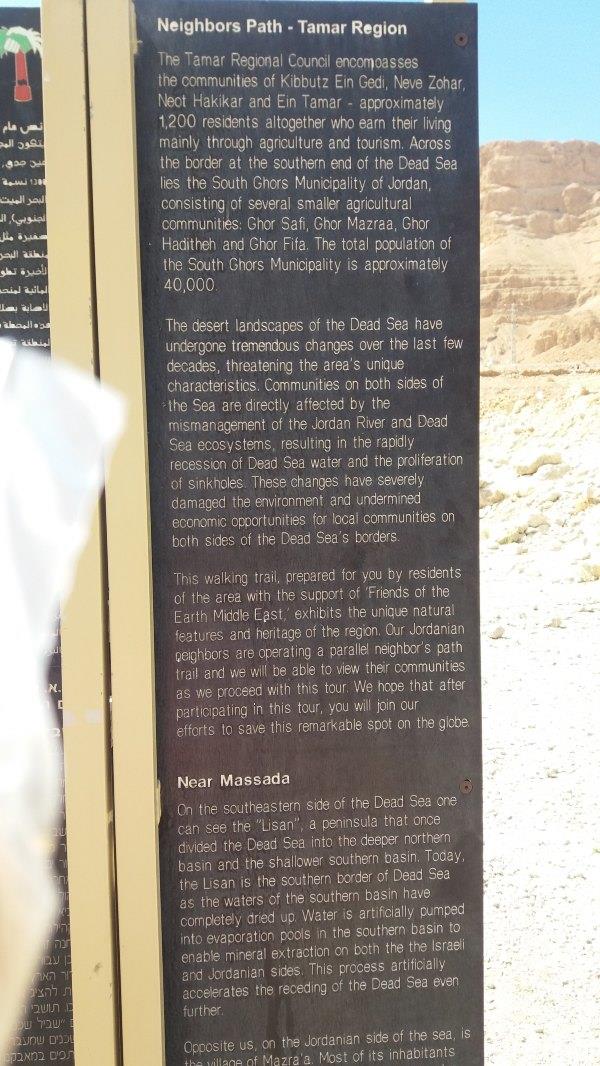 Neighbors Path - Tamar Region
The Tamar Regional Council encompasses
the communities of Kibbutz Ein Gedi, Neve Zohar,
Neot Hakikar and Ein Tamar - approximately
1,200 residents altogether who earn their living
mainly through agriculture and tourism. Across
the border at the southern end of the Dead Sea
lies the South Ghors Municipality of Jordan,
consisting of several smaller agricultural
communities: Ghor Safi, Ghor Mazraa, Ghor
Haditheh and Ghor Fifa. The total population of
the South Ghors Municipality is approximately
40,000.
The desert landscapes of the Dead Sea have
undergone tremendous changes over the last few
decades, threatening the area's unique
characteristics. Communities on both sides of
the Sea are directly affected by the
mismanagement of the Jordan River and Dead
Sea ecosystems, resulting in the rapidly
recession of Dead Sea water and the proliferation
of sinkholes. These changes have severely
damaged the environment and undermined
economic opportunities for local communities on
both sides of the Dead Sea's borders.
This walking trail, prepared for you by residents
of the area with the support of 'Friends of the
Earth Middle East,' exhibits the unique natural
features and heritage of the region. Our Jordanian
neighbors are operating a parallel neighbor's path
trail and we will be able to view their communities
as we proceed with this tour. We hope that after
participating in this tour, you will join our
efforts to save this remarkable spot on the globe.
Near Massada
On the southeastern side of the Dead Sea one
can see the "Lisan", a peninsula that once
divided the Dead Sea into the deeper northern
basin and the shallower southern basin. Today,
the Lisan is the southern border of Dead Sea
as the waters of the southern basin have
completely dried up. Water is artificially pumped
into evaporation pools in the southern basin to
enable mineral extraction on both the the Israeli
and Jordanian sides. This process artificially
accelerates the receding of the Dead Sea even
further.
Opposite us, on the Jordanian side of the sea, is
the village of Mazra'a. Most of its inhabitants